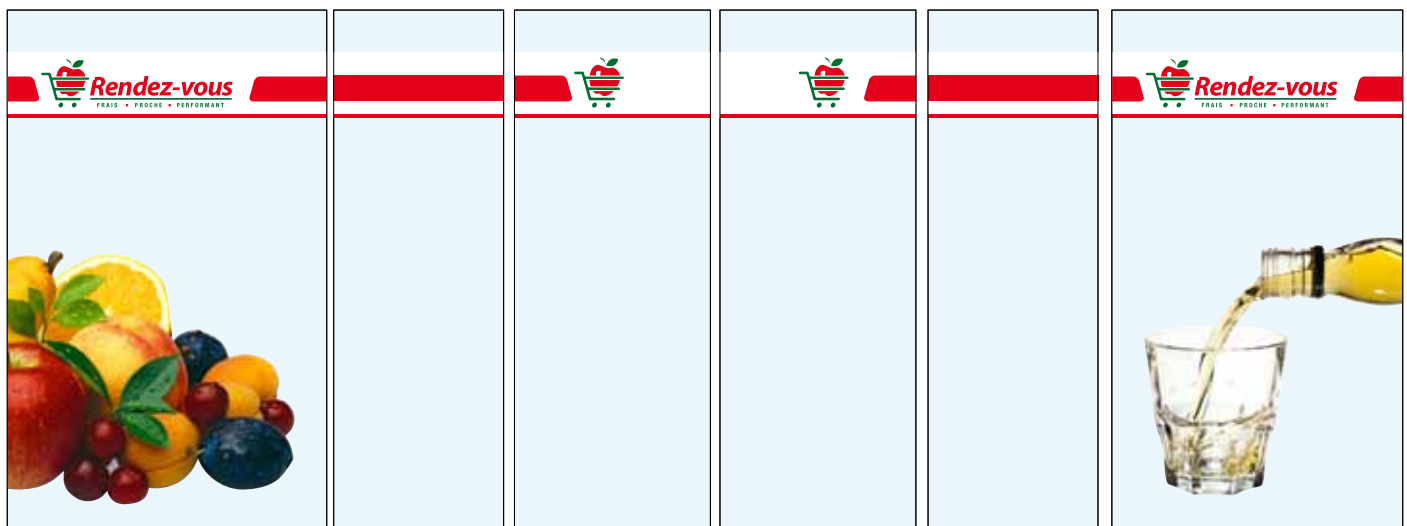 Rendez-vous
FRAIS • PROCHE • PERFORMANT
Rendez-vous
FRAIS • PROCHE • PERFORMANT